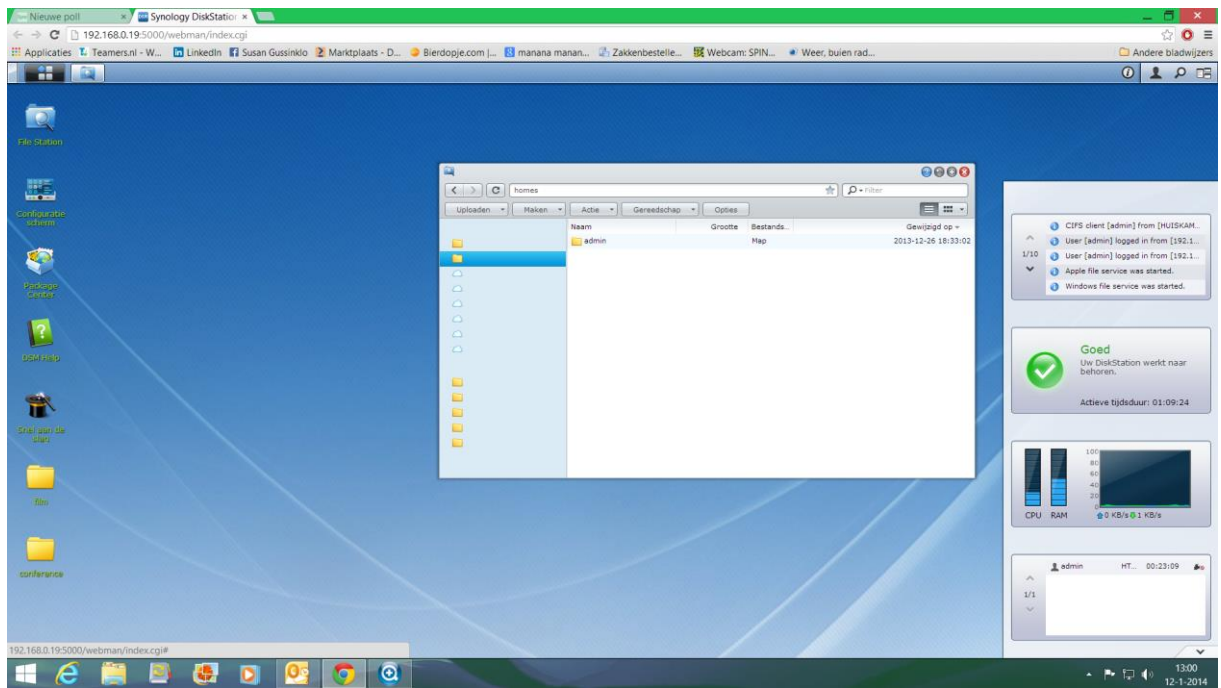 Nieuwe poll
Synology DiskStation
192.168.0.19:5000/webman/index.cgi
Applicaties Teamers.nl - W... LinkedIn Susan Gussinklo Marktplaats - D... Bierdopje.com |... manana manan... Zakkenbestelle... Webcam: SPIN... Weer, buien rad... Andere bladwijzers
File Station
Configuratie
scherm
Package
Center
DSM Help
Snel aan de
slag
film
conference
homes
Filter
Uploaden Maken Actie Gereedschap Opties
Naam Grootte Bestands... Gewijzigd op
admin Map 2013-12-26 18:33:02
CIFS client [admin] from [HUISKAM...
User [admin] logged in from [192.1...
1/10
User [admin] logged in from [192.1...
Apple file service was started.
Windows file service was started.
Goed
Uw DiskStation werkt naar
behoren.
Actieve tijdsduur: 01:09:24
100
80
60
40
20
0
CPU RAM 0 KB/s 1 KB/s
admin HT... 00:23:09
1/1
192.168.0.19:5000/webman/index.cgi#
13:00
12-1-2014